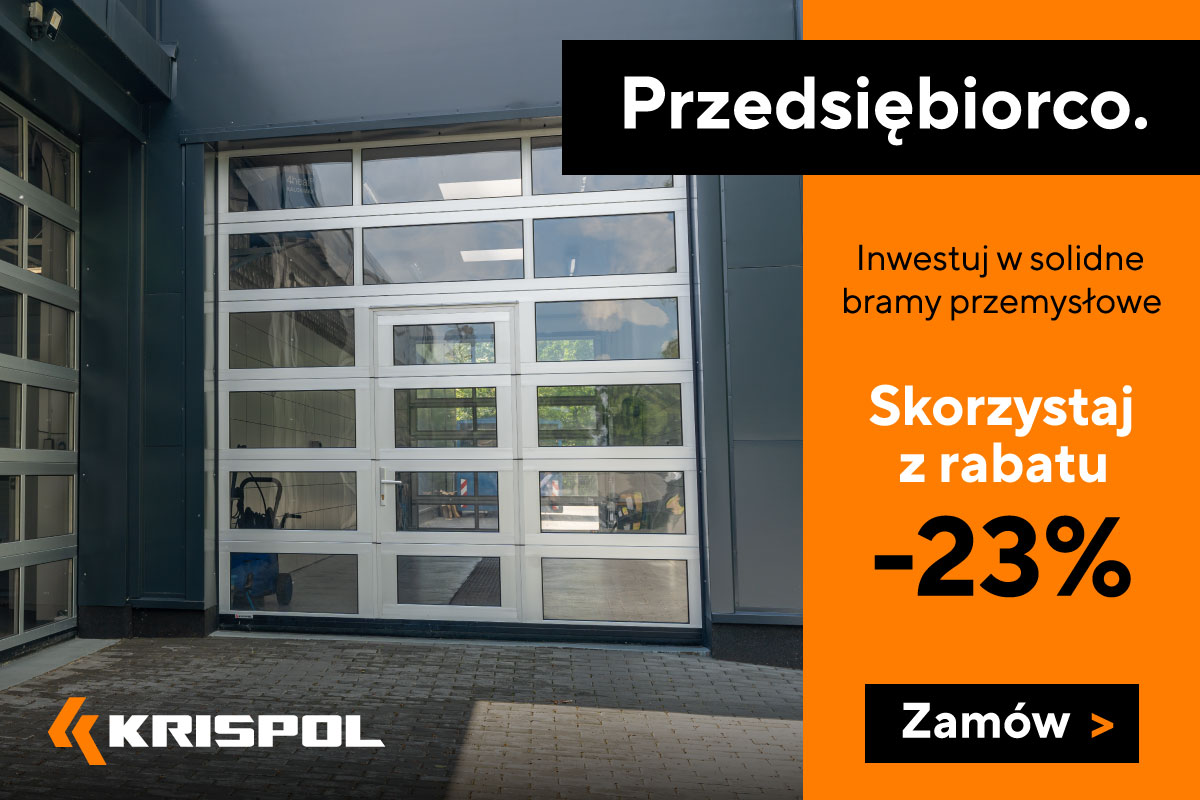 Przedsiębiorco.
Inwestuj w solidne
bramy przemysłowe
Skorzystaj
z rabatu
-23%
Zamów >
KRISPOL